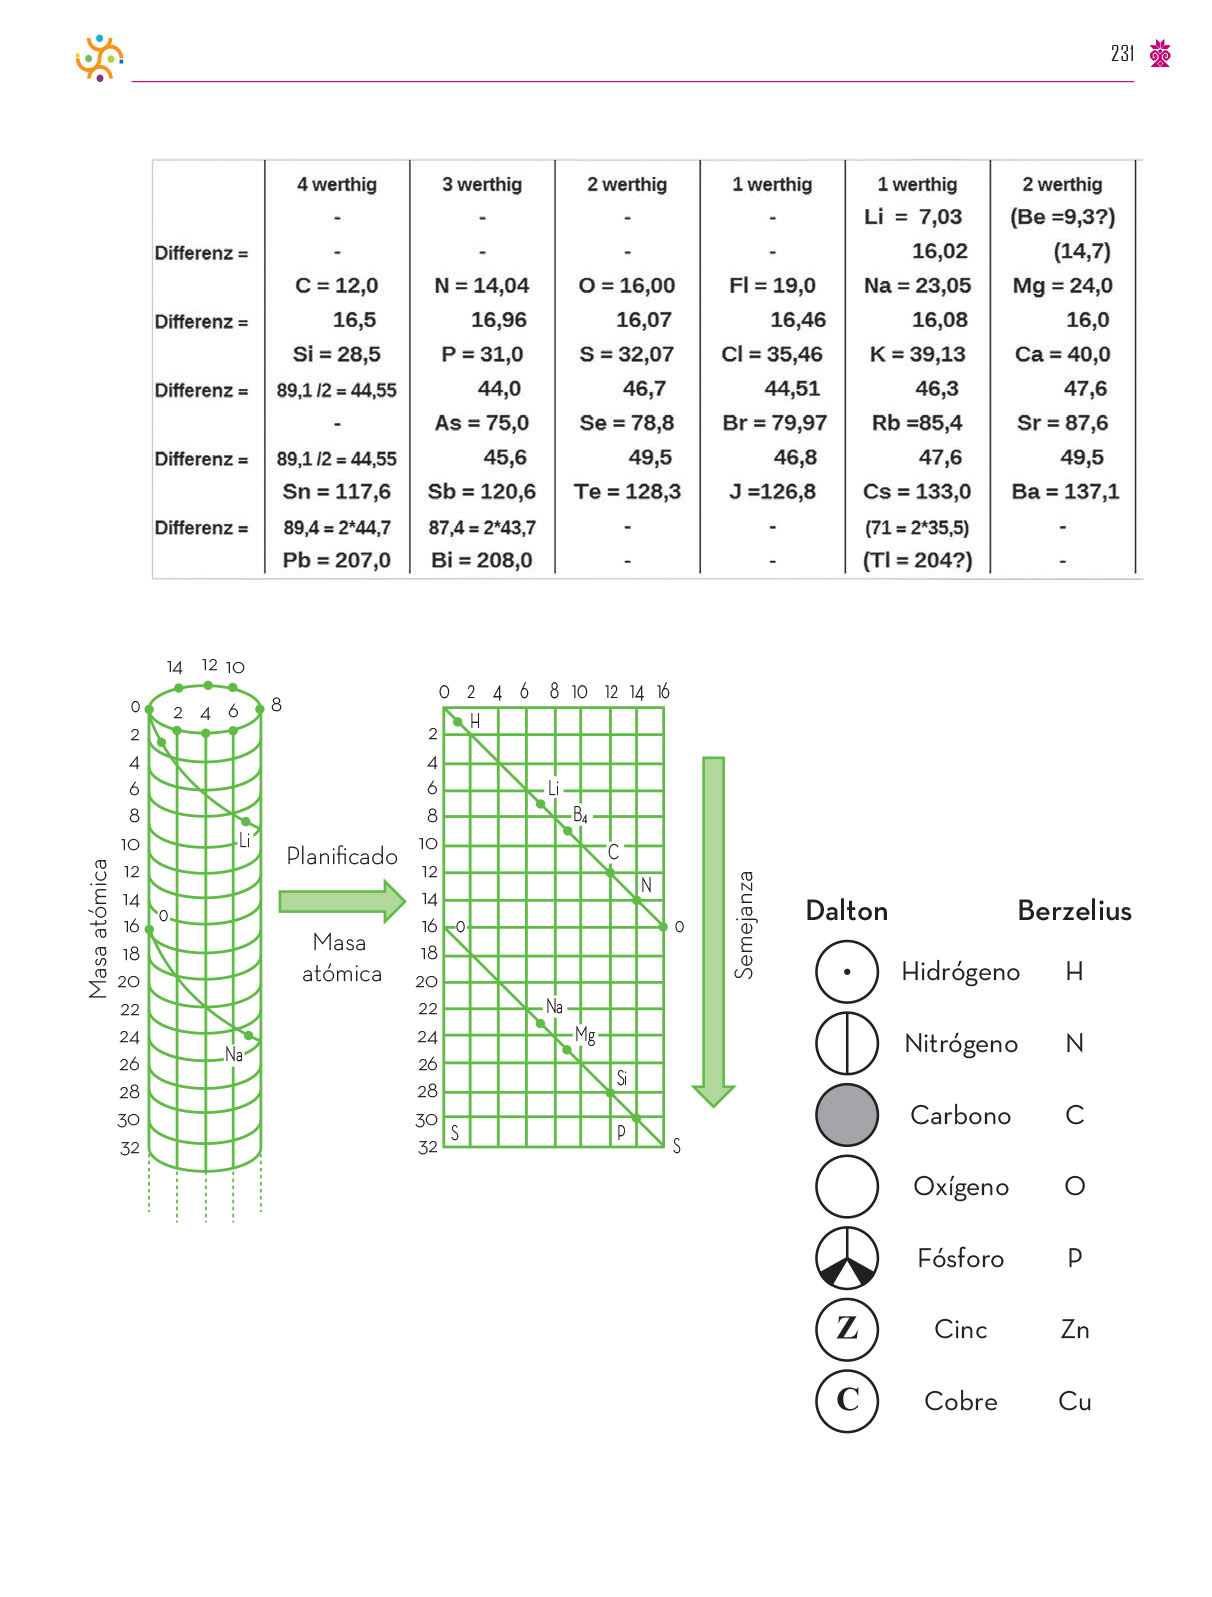 231
4 werthig 3 werthig 2 werthig 1 werthig 1 werthig 2 werthig
- - - - Li = 7,03 (Be =9,3?)
Differenz = - - - - 16,02 (14,7)
C = 12,0 N = 14,04 O = 16,00 Fl = 19,0 Na = 23,05 Mg = 24,0
Differenz = 16,5 16,96 16,07 16,46 16,08 16,0
Si = 28,5 P = 31,0 S = 32,07 Cl = 35,46 K = 39,13 Ca = 40,0
Differenz = 89,1 /2 = 44,55 44,0 46,7 44,51 46,3 47,6
- As = 75,0 Se = 78,8 Br = 79,97 Rb =85,4 Sr = 87,6
Differenz = 89,1 /2 = 44,55 45,6 49,5 46,8 47,6 49,5
Sn = 117,6 Sb = 120,6 Te = 128,3 J =126,8 Cs = 133,0 Ba = 137,1
Differenz = 89,4 = 2*44,7 87,4 = 2*43,7 - - (71 = 2*35,5) -
Pb = 207,0 Bi = 208,0 - - (Tl = 204?) -
14 12 10
0 2 4 6 8
2
4
6
8
Li
10
12
14
0
16
18
20
22
24
Na
26
28
30
32
Masa atómica
Planificado
Masa
atómica
0 2 4 6 8 10 12 14 16
H
2
4
6 Li
8 B4
10
C
12
N
14
16 0 0
18
20
22 Na
24 Mg
26
Si
28
30
S P
32 S
Semejanza
Dalton Berzelius
Hidrógeno H
Nitrógeno N
Carbono C
Oxígeno O
Fósforo P
Z Cinc Zn
C Cobre Cu